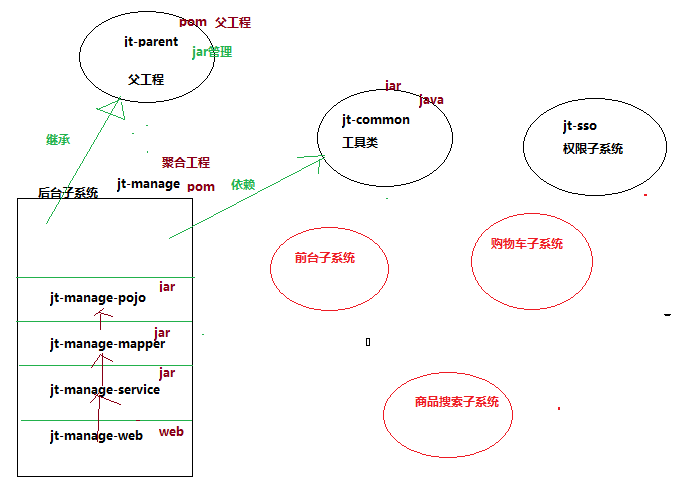 pom 父工程
jt-parent
jar管理
父工程
jar
java
jt-common
工具类
jt-sso
权限子系统
继承
聚合工程
后台子系统
jt-manage
pom
依赖
前台子系统
购物车子系统
jar
jt-manage-pojo
jar
jt-manage-mapper
jar
jt-manage-service
商品搜索子系统
web
jt-manage-web